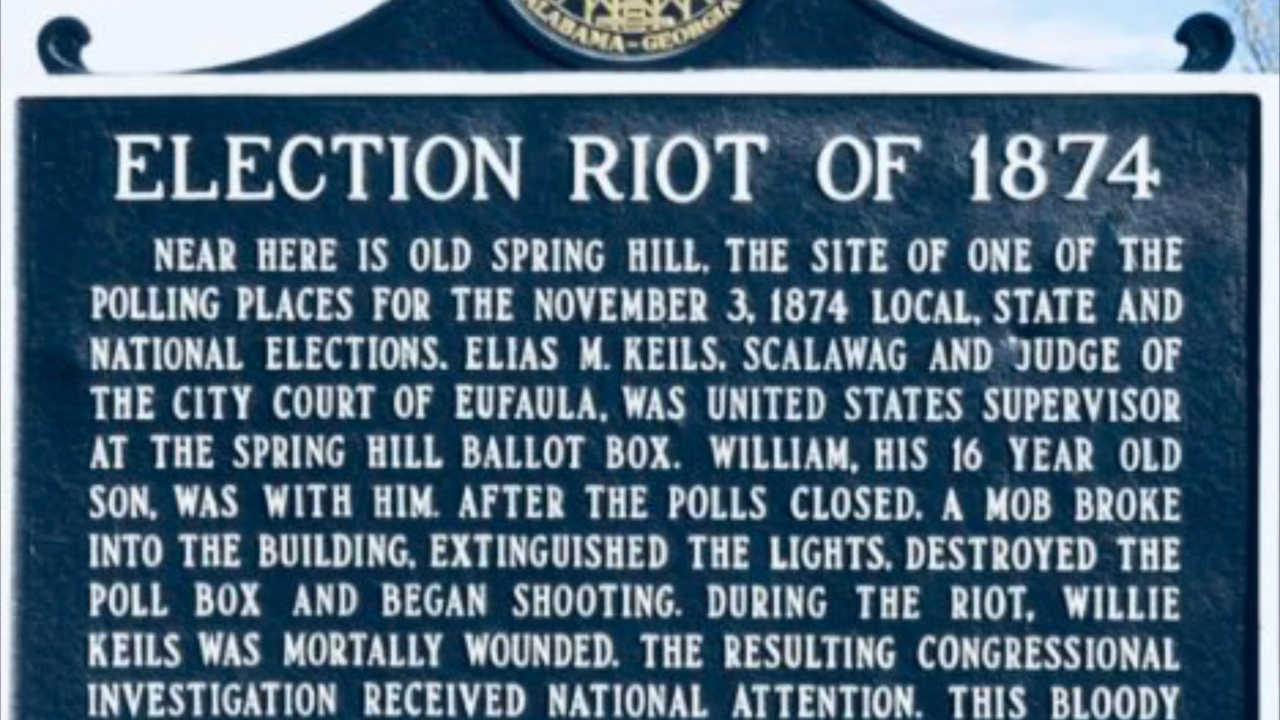 ALABAMA-GEORGIA
ELECTION RIOT OF 1874
NEAR HERE IS OLD SPRING HILL, THE SITE OF ONE OF THE
POLLING PLACES FOR THE NOVEMBER 3, 1874 LOCAL, STATE AND
NATIONAL ELECTIONS. ELIAS M. KEILS, SCALAWAG AND JUDGE OF
THE CITY COURT OF EUFAULA, WAS UNITED STATES SUPERVISOR
AT THE SPRING HILL BALLOT BOX. WILLIAM, HIS 16 YEAR OLD
SON, WAS WITH HIM. AFTER THE POLLS CLOSED, A MOB BROKE
INTO THE BUILDING, EXTINGUISHED THE LIGHTS, DESTROYED THE
POLL BOX AND BEGAN SHOOTING. DURING THE RIOT, WILLIE
KEILS WAS MORTALLY WOUNDED. THE RESULTING CONGRESSIONAL
INVESTIGATION RECEIVED NATIONAL ATTENTION. THIS BLOODY